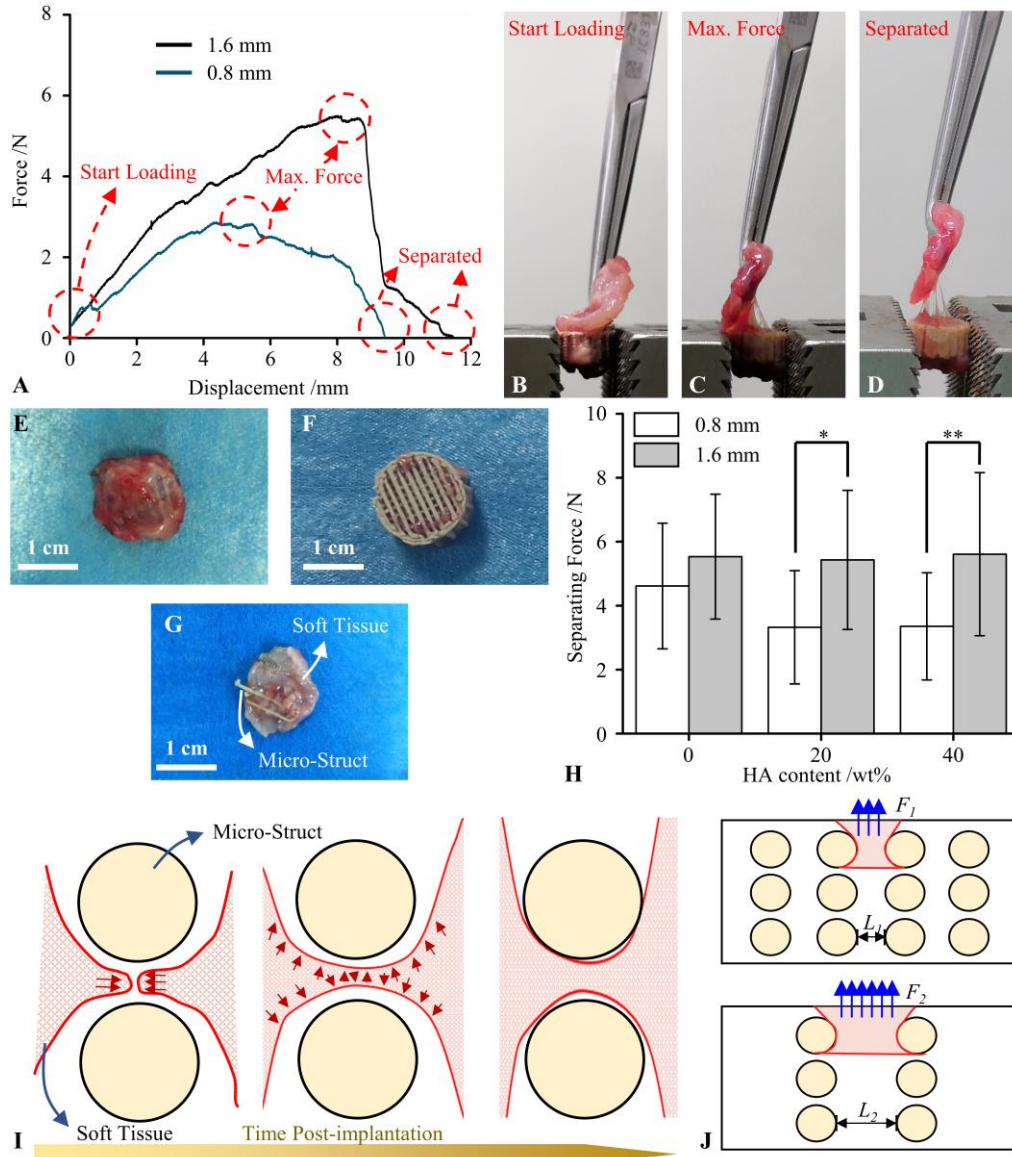 1.6 mm
0.8 mm
Force /N
8
6
4
2
0
0
2
4
6
8
10
12
Displacement /mm
Start Loading
Max. Force
Separated
A
Start Loading
B
Max. Force
C
Separated
D
E
1 cm
F
1 cm
G
Soft Tissue
Micro-Struct
1 cm
0.8 mm
1.6 mm
*
**
Separating Force /N
10
8
6
4
2
0
0
20
40
HA content /wt%
H
Micro-Struct
Soft Tissue
Time Post-implantation
I
F1
L1
F2
L2
J